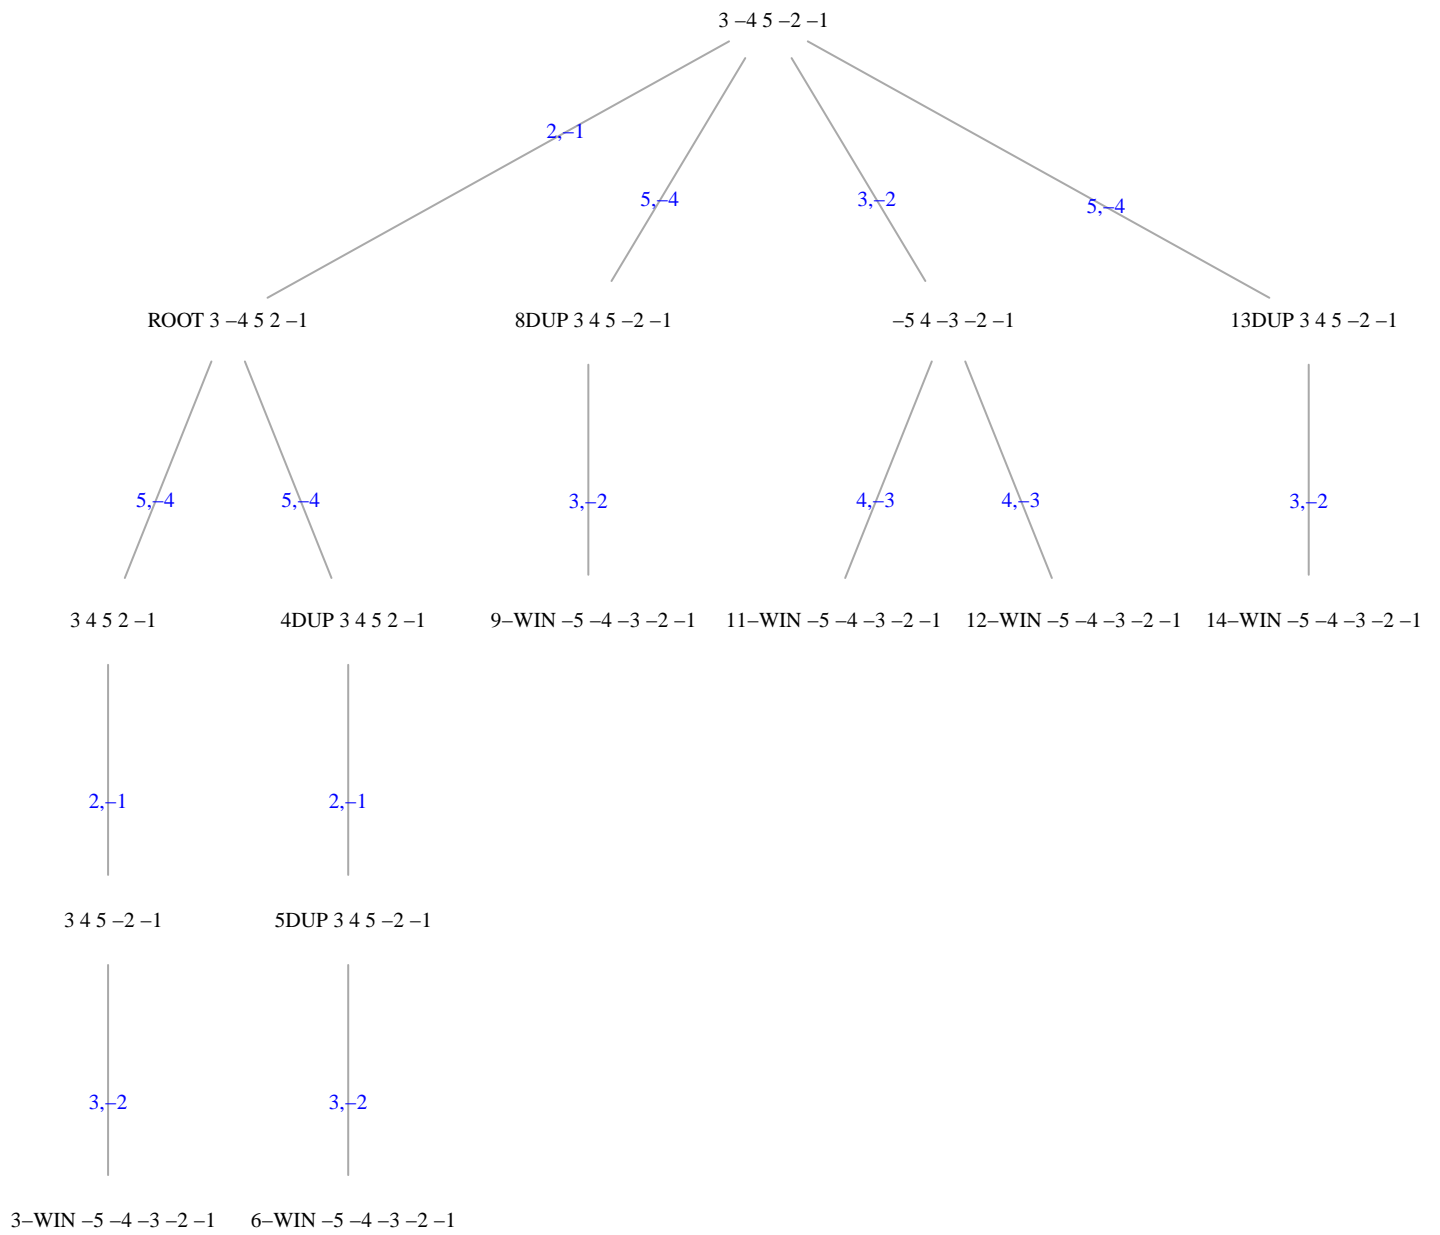 3 –4 5 –2 –1
2,–1
5,–4
3,–2
5,–4
ROOT 3 –4 5 2 –1
8DUP 3 4 5 –2 –1
–5 4 –3 –2 –1
13DUP 3 4 5 –2 –1
5,–4
5,–4
3,–2
4,–3
4,–3
3,–2
3 4 5 2 –1
4DUP 3 4 5 2 –1
9–WIN –5 –4 –3 –2 –1
11–WIN –5 –4 –3 –2 –1
12–WIN –5 –4 –3 –2 –1
14–WIN –5 –4 –3 –2 –1
2,–1
2,–1
3 4 5 –2 –1
5DUP 3 4 5 –2 –1
3,–2
3,–2
3–WIN –5 –4 –3 –2 –1
6–WIN –5 –4 –3 –2 –1